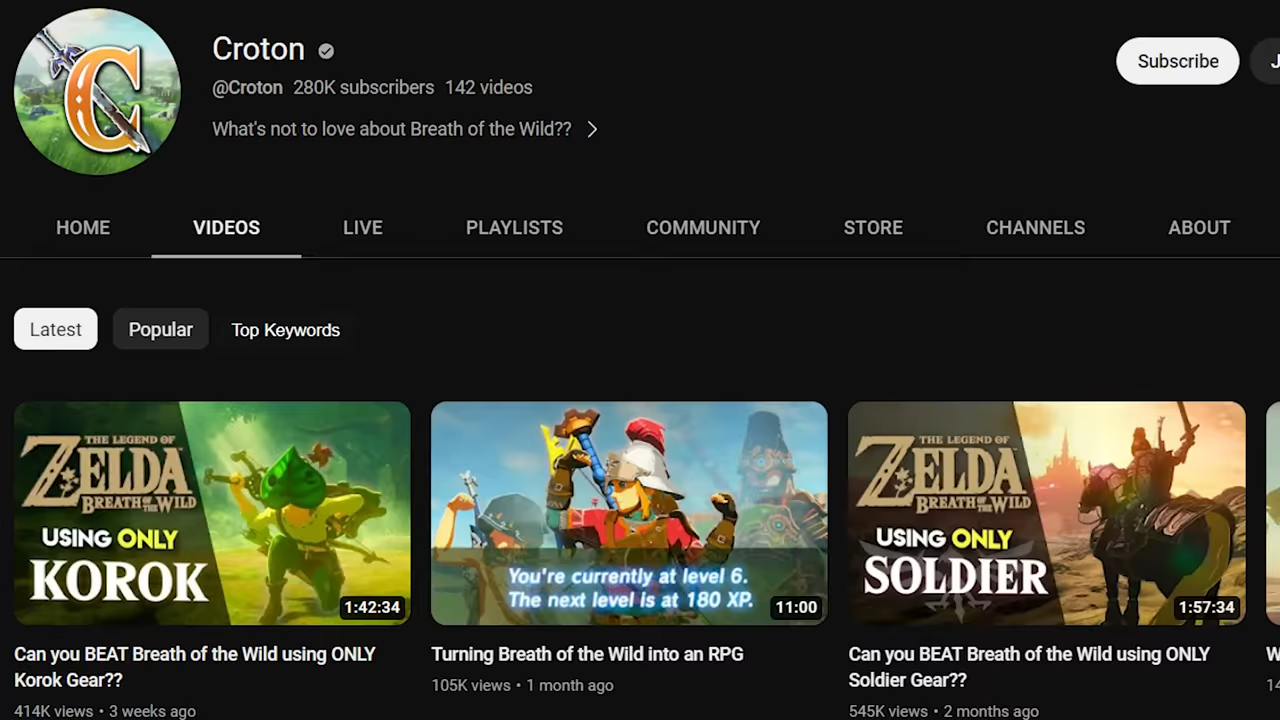 C
Croton
@Croton 280K subscribers 142 videos
What's not to love about Breath of the Wild??
Subscribe
J
HOME VIDEOS LIVE PLAYLISTS COMMUNITY STORE CHANNELS ABOUT
Latest Popular Top Keywords
THE LEGEND OF
ZELDA
BREATH OF THE WILD
USING ONLY
KOROK
1:42:34
You're currently at level 6.
The next level is at 180 XP.
11:00
THE LEGEND OF
ZELDA
BREATH OF THE WILD
USING ONLY
SOLDIER
1:57:34
Can you BEAT Breath of the Wild using ONLY
Korok Gear??
414K views • 3 weeks ago
Turning Breath of the Wild into an RPG
105K views • 1 month ago
Can you BEAT Breath of the Wild using ONLY
Soldier Gear??
545K views • 2 months ago
W
14